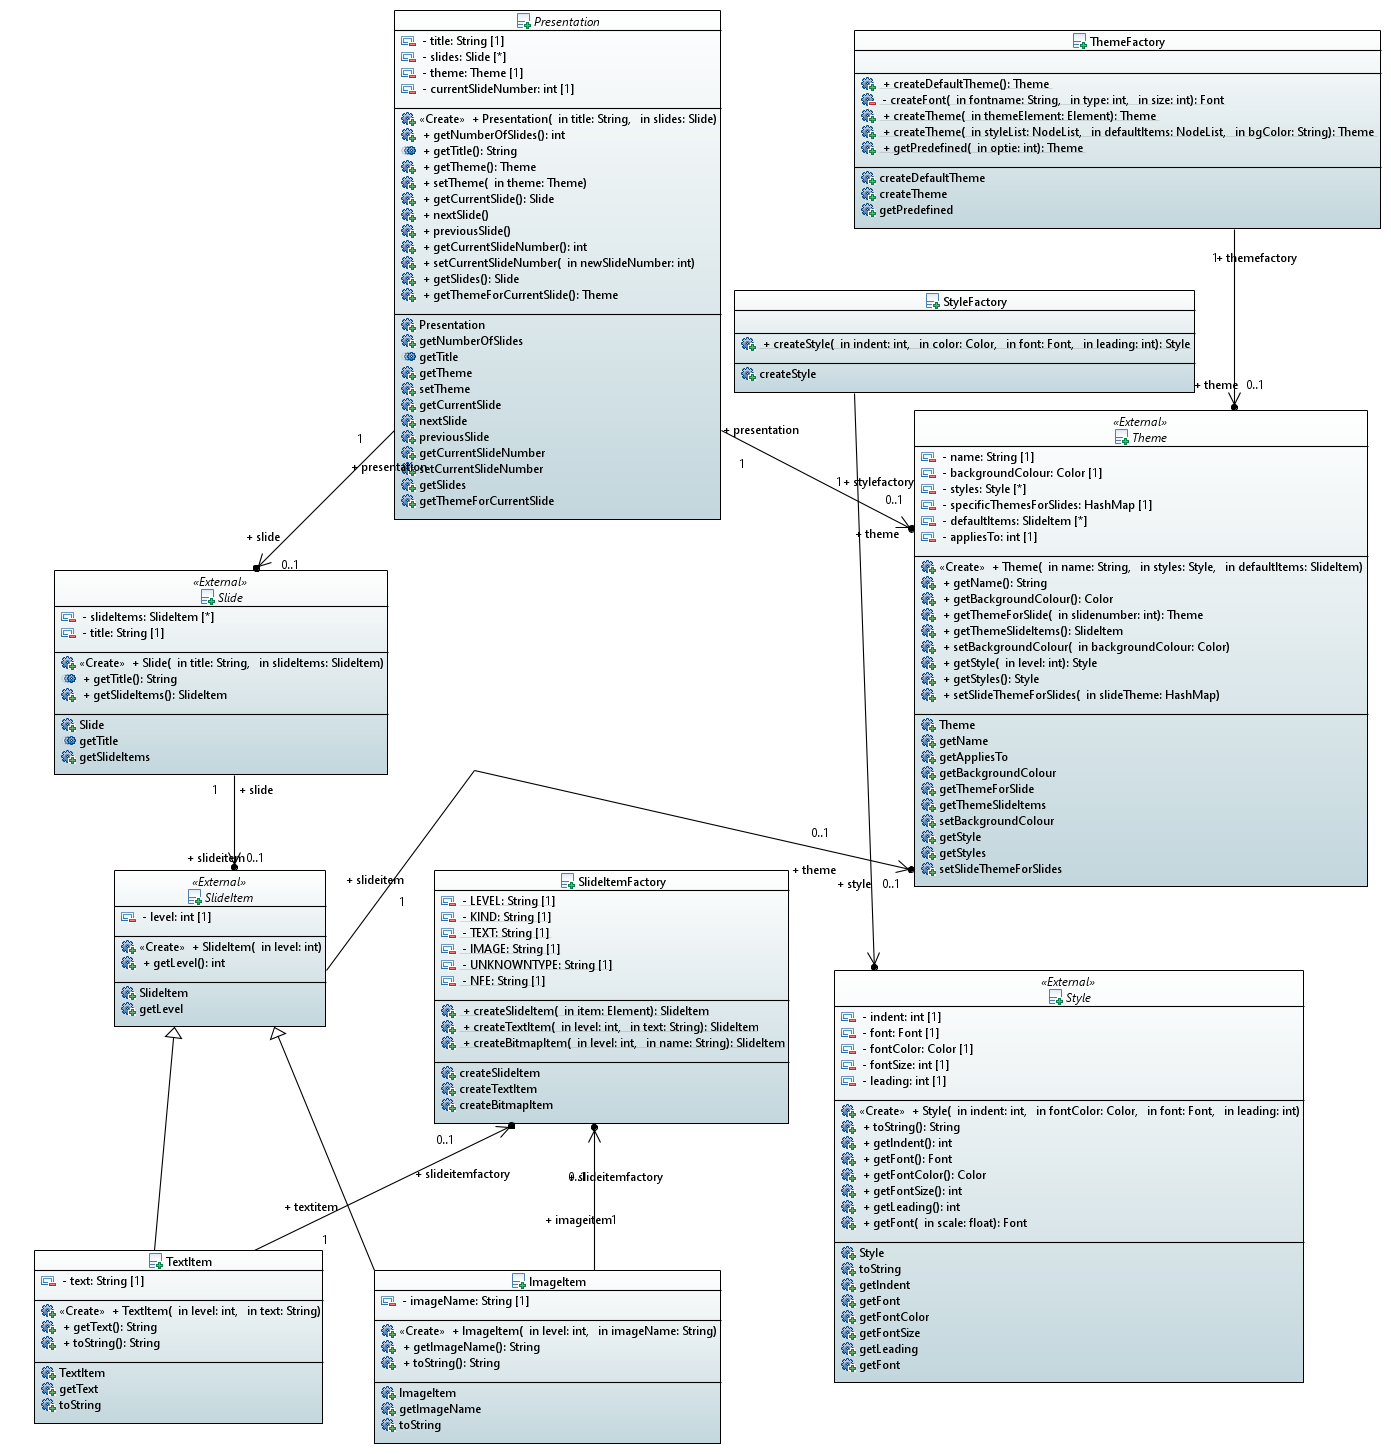 Presentation
- title: String [1]
- slides: Slide [*]
- theme: Theme [1]
- currentSlideNumber: int [1]
«Create» + Presentation( in title: String, in slides: Slide)
+ getNumberOfSlides(): int
+ getTitle(): String
+ getTheme(): Theme
+ setTheme( in theme: Theme)
+ getCurrentSlide(): Slide
+ nextSlide()
+ previousSlide()
+ getCurrentSlideNumber(): int
+ setCurrentSlideNumber( in newSlideNumber: int)
+ getSlides(): Slide
+ getThemeForCurrentSlide(): Theme
Presentation
getNumberOfSlides
getTitle
getTheme
setTheme
getCurrentSlide
nextSlide
previousSlide
getCurrentSlideNumber
setCurrentSlideNumber
getSlides
getThemeForCurrentSlide
ThemeFactory
+ createDefaultTheme(): Theme
- createFont( in fontname: String, in type: int, in size: int): Font
+ createTheme( in themeElement: Element): Theme
+ createTheme( in styleList: NodeList, in defaultItems: NodeList, in bgColor: String): Theme
+ getPredefined( in optie: int): Theme
createDefaultTheme
createTheme
getPredefined
1
+ themefactory
+ theme
0..1
StyleFactory
+ createStyle( in indent: int, in color: Color, in font: Font, in leading: int): Style
createStyle
1
+ stylefactory
+ style
0..1
+ presentation
1
0..1
+ theme
1
+ presentation
+ slide
0..1
«External»
Theme
- name: String [1]
- backgroundColour: Color [1]
- styles: Style [*]
- specificThemesForSlides: HashMap [1]
- defaultItems: SlideItem [*]
- appliesTo: int [1]
«Create» + Theme( in name: String, in styles: Style, in defaultItems: SlideItem)
+ getName(): String
+ getBackgroundColour(): Color
+ getThemeForSlide( in slidenumber: int): Theme
+ getThemeSlideItems(): SlideItem
+ setBackgroundColour( in backgroundColour: Color)
+ getStyle( in level: int): Style
+ getStyles(): Style
+ setSlideThemeForSlides( in slideTheme: HashMap)
Theme
getName
getAppliesTo
getBackgroundColour
getThemeForSlide
getThemeSlideItems
setBackgroundColour
getStyle
getStyles
setSlideThemeForSlides
«External»
Slide
- slideItems: SlideItem [*]
- title: String [1]
«Create» + Slide( in title: String, in slideItems: SlideItem)
+ getTitle(): String
+ getSlideItems(): SlideItem
Slide
getTitle
getSlideItems
1
+ slide
+ slideitem
0..1
«External»
SlideItem
- level: int [1]
«Create» + SlideItem( in level: int)
+ getLevel(): int
SlideItem
getLevel
+ slideitem
1
0..1
+ theme
SlideItemFactory
- LEVEL: String [1]
- KIND: String [1]
- TEXT: String [1]
- IMAGE: String [1]
- UNKNOWNTYPE: String [1]
- NFE: String [1]
+ createSlideItem( in item: Element): SlideItem
+ createTextItem( in level: int, in text: String): SlideItem
+ createBitmapItem( in level: int, in name: String): SlideItem
createSlideItem
createTextItem
createBitmapItem
0..1
+ slideitemfactory
+ textitem
1
0..1
+ slideitemfactory
+ imageitem
1
«External»
Style
- indent: int [1]
- font: Font [1]
- fontColor: Color [1]
- fontSize: int [1]
- leading: int [1]
«Create» + Style( in indent: int, in fontColor: Color, in font: Font, in leading: int)
+ toString(): String
+ getIndent(): int
+ getFont(): Font
+ getFontColor(): Color
+ getFontSize(): int
+ getLeading(): int
+ getFont( in scale: float): Font
Style
toString
getIndent
getFont
getFontColor
getFontSize
getLeading
getFont
TextItem
- text: String [1]
«Create» + TextItem( in level: int, in text: String)
+ getText(): String
+ toString(): String
TextItem
getText
toString
ImageItem
- imageName: String [1]
«Create» + ImageItem( in level: int, in imageName: String)
+ getImageName(): String
+ toString(): String
ImageItem
getImageName
toString